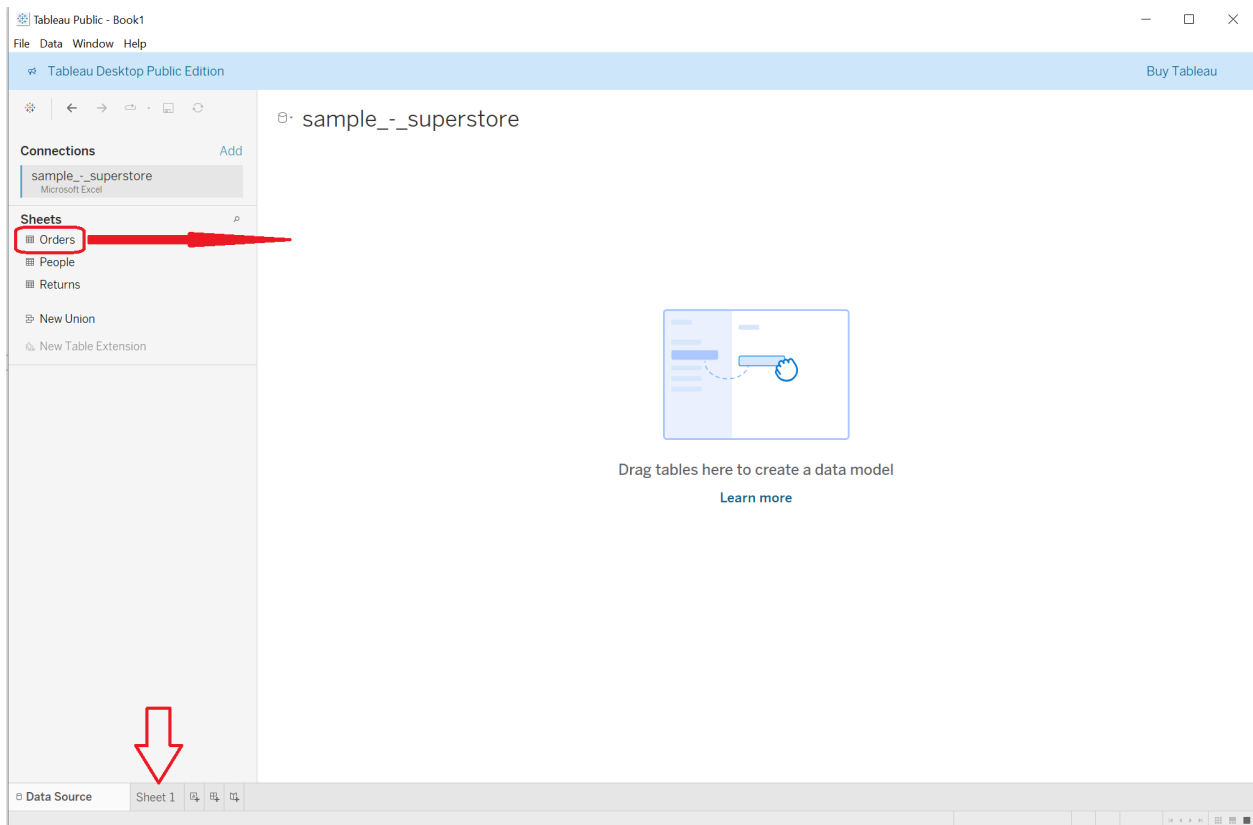 Tableau Public - Book1
File Data Window Help
Tableau Desktop Public Edition
Buy Tableau
Connections
Add
sample_-_superstore
Microsoft Excel
Sheets
Orders
People
Returns
New Union
New Table Extension
sample_-_superstore
Drag tables here to create a data model
Learn more
Data Source
Sheet 1